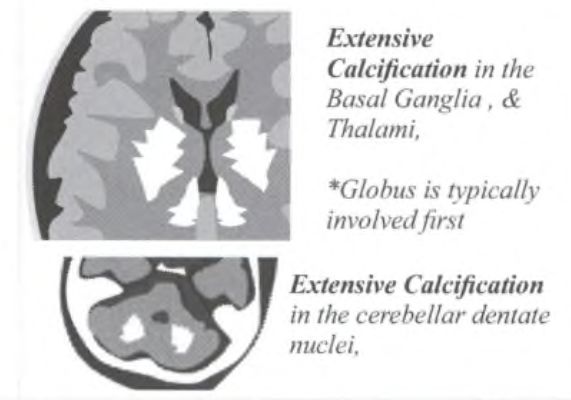 Extensive
Calcification in the
Basal Ganglia , &
Thalami,
*Globus is typically
involved first
Extensive Calcification
in the cerebellar dentate
nuclei,